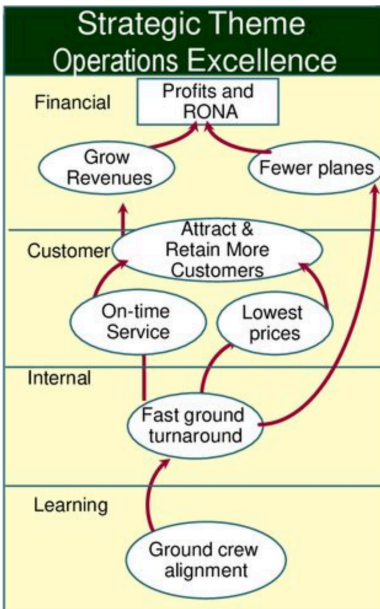 Strategic Theme
Operations Excellence
Financial
Profits and
RONA
Grow
Revenues
Fewer planes
Customer
Attract &
Retain More
Customers
On-time
Service
Lowest
prices
Internal
Fast ground
turnaround
Learning
Ground crew
alignment